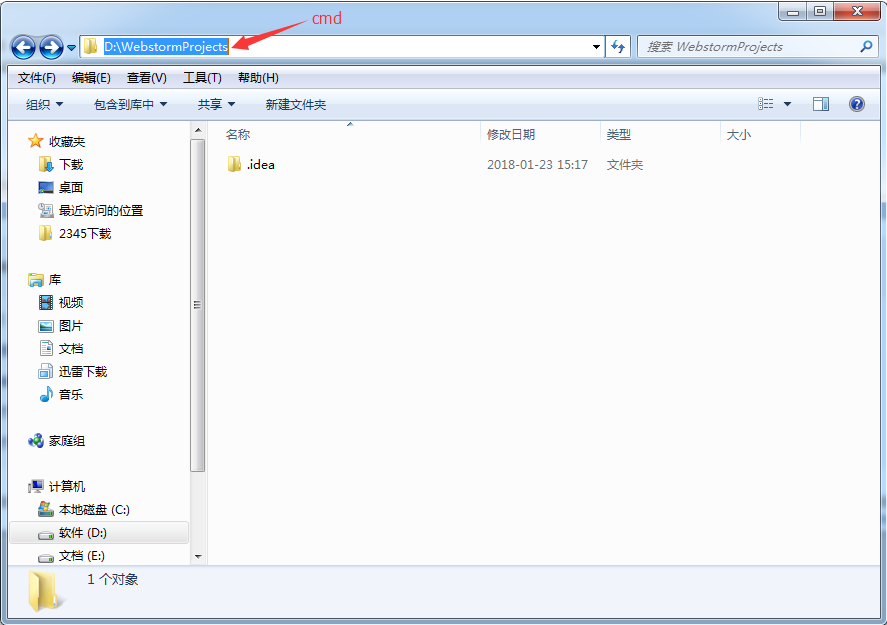 cmd
D:\WebstormProjects
搜索 WebstormProjects
文件(F) 编辑(E) 查看(V) 工具(T) 帮助(H)
组织 包含到库中 共享 新建文件夹
名称 修改日期 类型 大小
.idea 2018-01-23 15:17 文件夹
收藏夹
下载
桌面
最近访问的位置
2345下载
库
视频
图片
文档
迅雷下载
音乐
家庭组
计算机
本地磁盘 (C:)
软件 (D:)
文档 (E:)
1 个对象